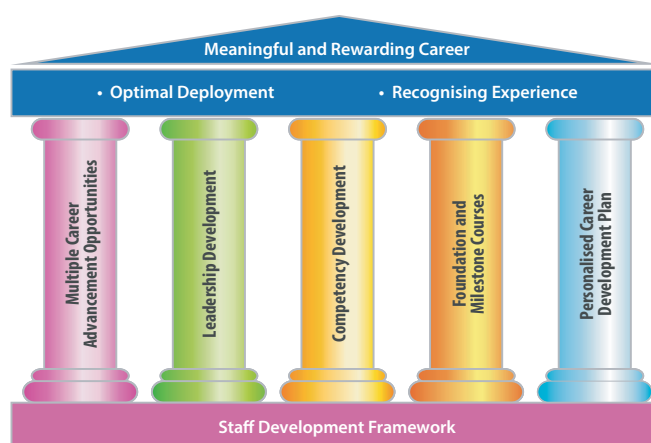 Meaningful and Rewarding Career
• Optimal Deployment
• Recognising Experience
Multiple Career
Advancement Opportunities
Leadership Development
Competency Development
Foundation and
Milestone Courses
Personalised Career
Development Plan
Staff Development Framework